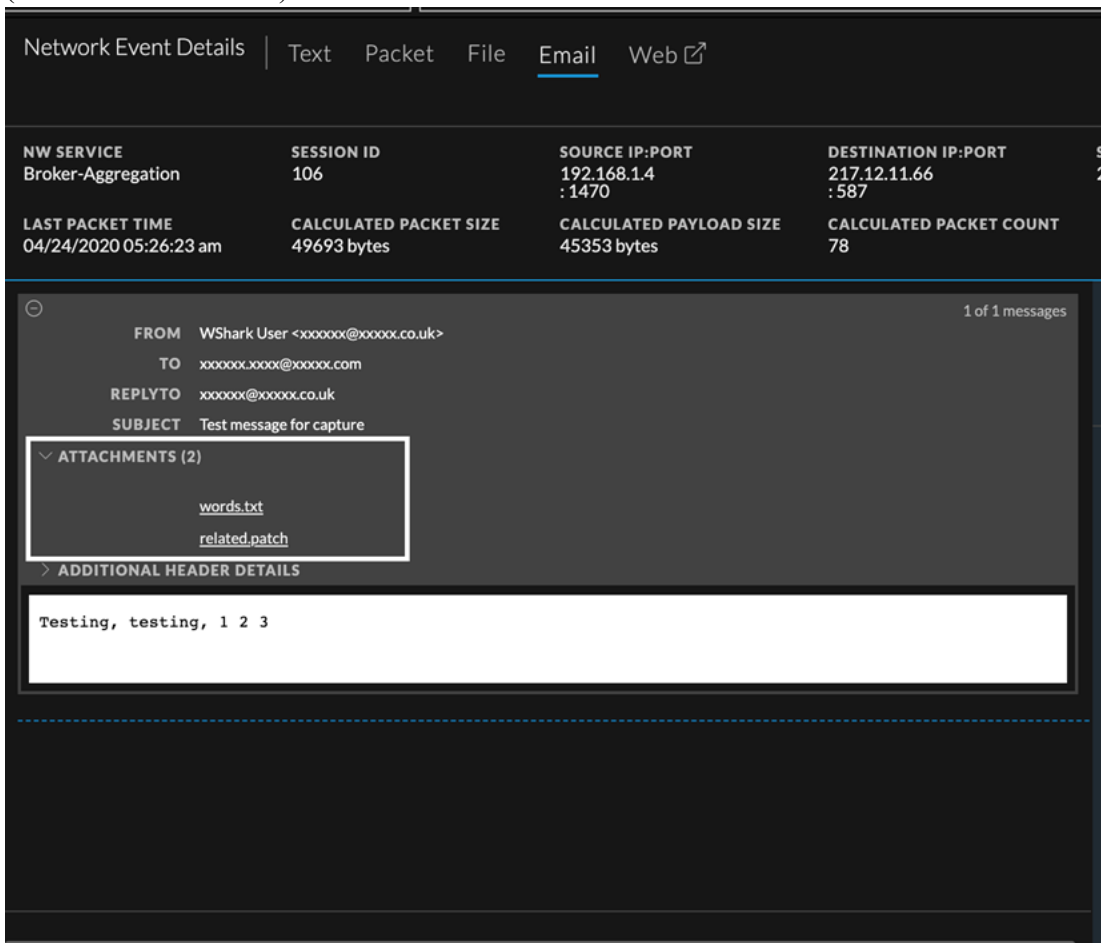 Network Event Details Text Packet File Email Web
NW SERVICE SESSION ID SOURCE IP:PORT DESTINATION IP:PORT
Broker-Aggregation 106 192.168.1.4 217.12.11.66
: 1470 : 587
LAST PACKET TIME CALCULATED PACKET SIZE CALCULATED PAYLOAD SIZE CALCULATED PACKET COUNT
04/24/2020 05:26:23 am 49693 bytes 45353 bytes 78
1 of 1 messages
FROM WShark User <xxxxxx@xxxxx.co.uk>
TO xxxxxx.xxxx@xxxxx.com
REPLYTO xxxxxx@xxxxx.co.uk
SUBJECT Test message for capture
ATTACHMENTS (2)
words.txt
related.patch
ADDITIONAL HEADER DETAILS
Testing, testing, 1 2 3